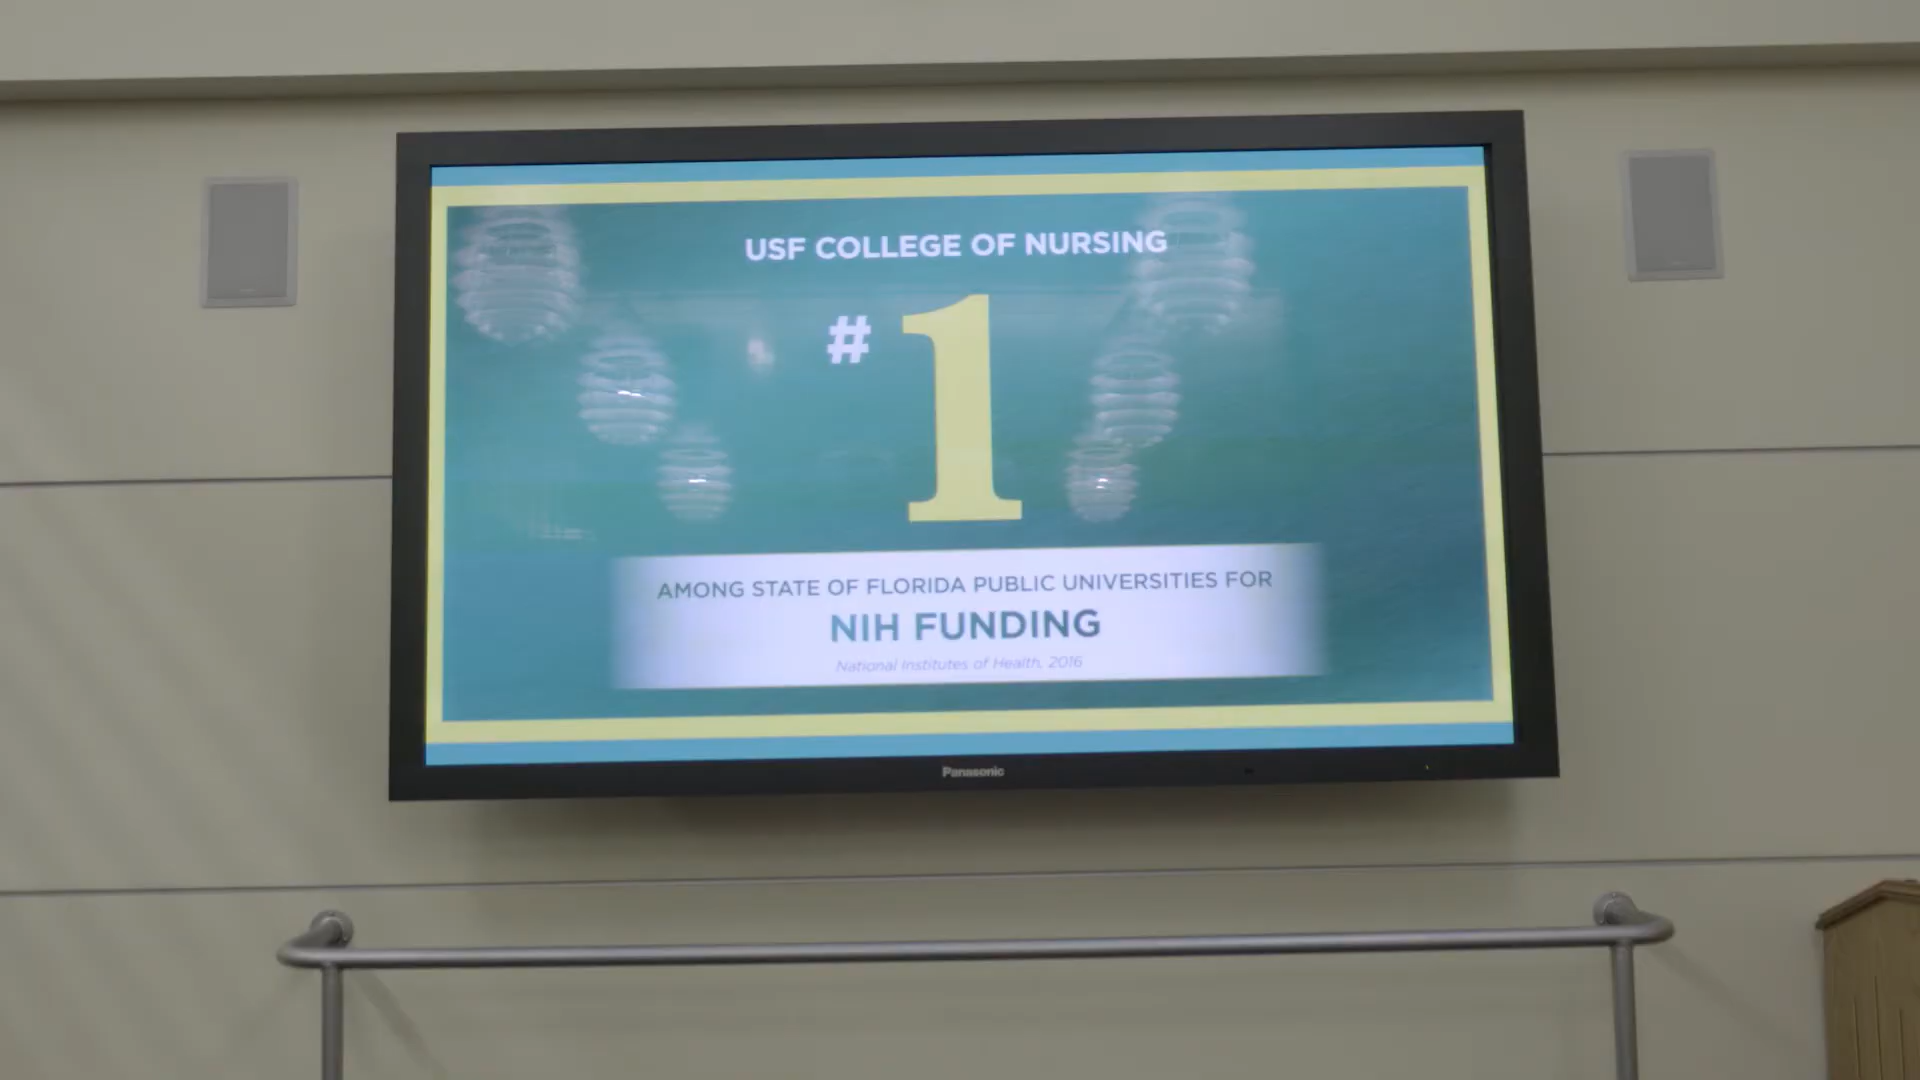 USF COLLEGE OF NURSING
#1
AMONG STATE OF FLORIDA PUBLIC UNIVERSITIES FOR
NIH FUNDING
National Institutes of Health, 2016
Panasonic